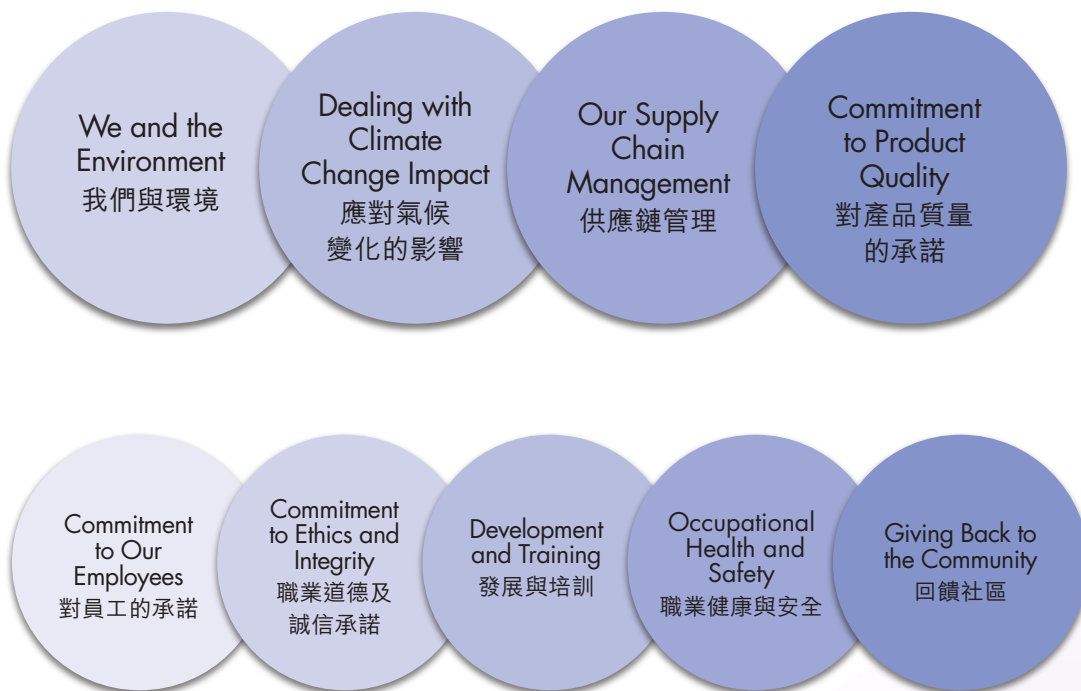 We and the
Environment
我們與環境
Dealing with
Climate
Change Impact
應對氣候
變化的影響
Our Supply
Chain
Management
供應鏈管理
Commitment
to Product
Quality
對產品質量
的承諾
Commitment
to Our
Employees
對員工的承諾
Commitment
to Ethics and
Integrity
職業道德及
誠信承諾
Development
and Training
發展與培訓
Occupational
Health and
Safety
職業健康與安全
Giving Back to
the Community
回饋社區